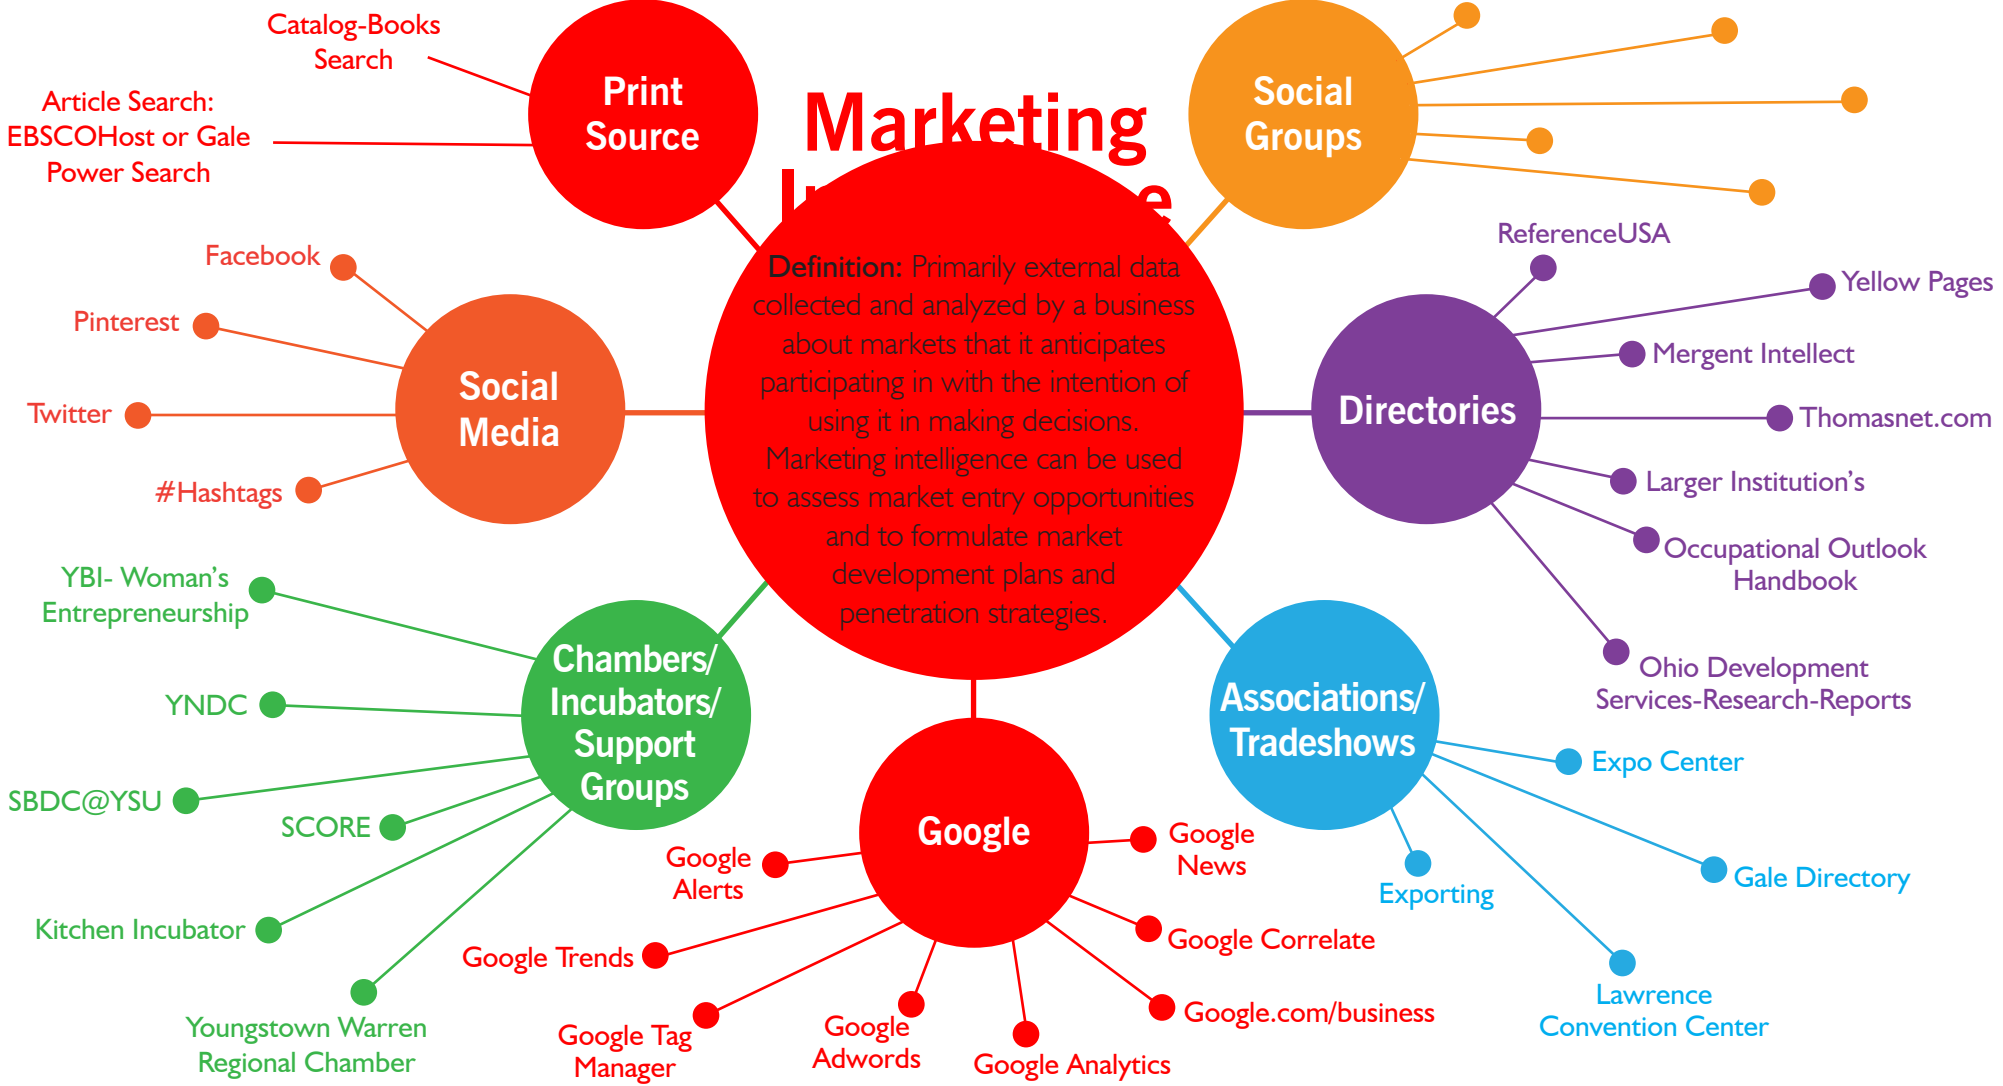 Catalog-Books
Search
Article Search:
EBSCOHost or Gale
Power Search
Print
Source
Marketing
Social
Groups
Definition: Primarily external data
collected and analyzed by a business
about markets that it anticipates
participating in with the intention of
using it in making decisions.
Marketing intelligence can be used
to assess market entry opportunities
and to formulate market
development plans and
penetration strategies.
Facebook
Pinterest
Twitter
#Hashtags
Social
Media
ReferenceUSA
Yellow Pages
Mergent Intellect
Thomasnet.com
Larger Institution’s
Occupational Outlook
Handbook
Ohio Development
Services-Research-Reports
Directories
YBI- Woman’s
Entrepreneurship
YNDC
SBDC@YSU
SCORE
Kitchen Incubator
Youngstown Warren
Regional Chamber
Chambers/
Incubators/
Support
Groups
Google
Google
Alerts
Google Trends
Google Tag
Manager
Google
Adwords
Google Analytics
Google.com/business
Google Correlate
Google
News
Associations/
Tradeshows
Expo Center
Gale Directory
Lawrence
Convention Center
Exporting